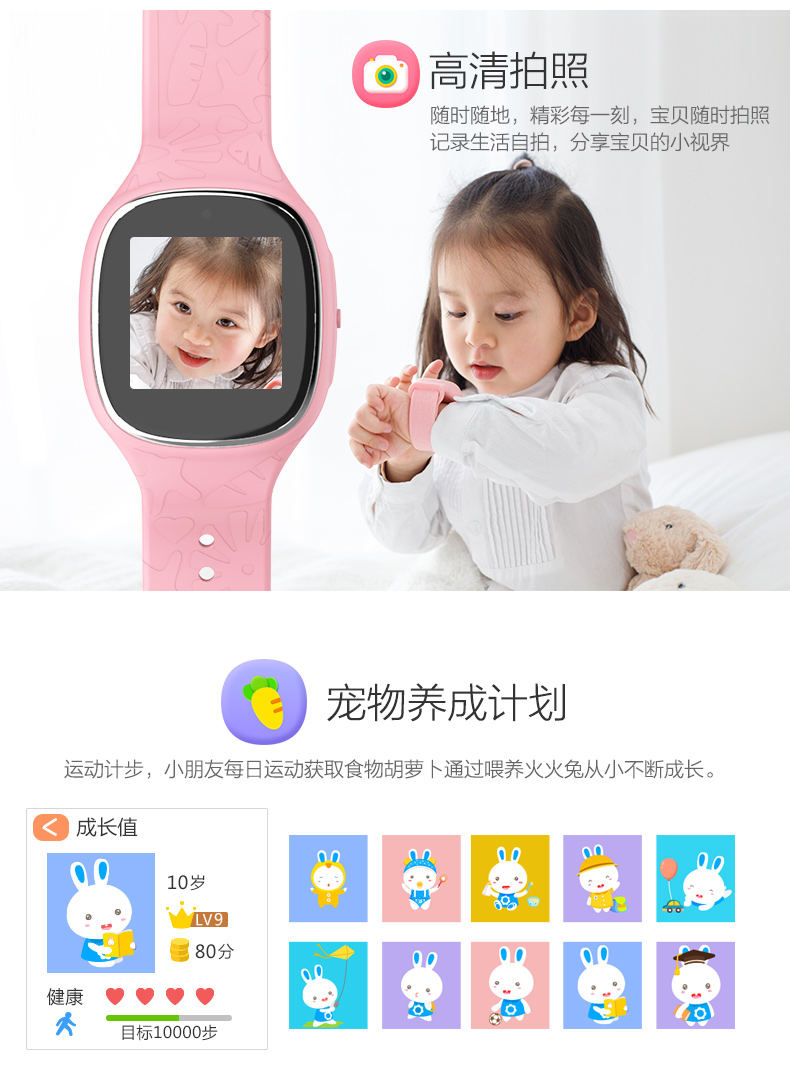 高清拍照
随时随地，精彩每一刻，宝贝随时拍照
记录生活自拍，分享宝贝的小视界
宠物养成计划
运动计步，小朋友每日运动获取食物胡萝卜通过喂养火火兔从小不断成长。
成长值
10岁
LV9
80分
健康
目标10000步